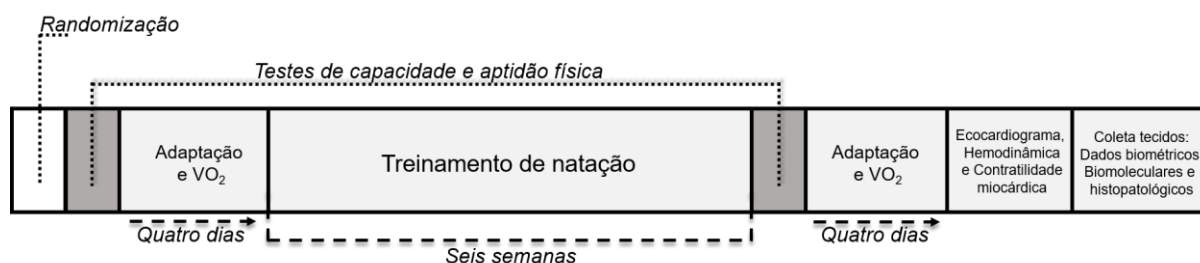 Randomização
Testes de capacidade e aptidão física
Adaptação
e VO₂
Treinamento de natação
Adaptação
e VO₂
Ecocardiograma,
Hemodinâmica
e Contratilidade
miocárdica
Coleta tecidos:
Dados biométricos
Biomoleculares e
histopatológicos
Quatro dias
Seis semanas
Quatro dias